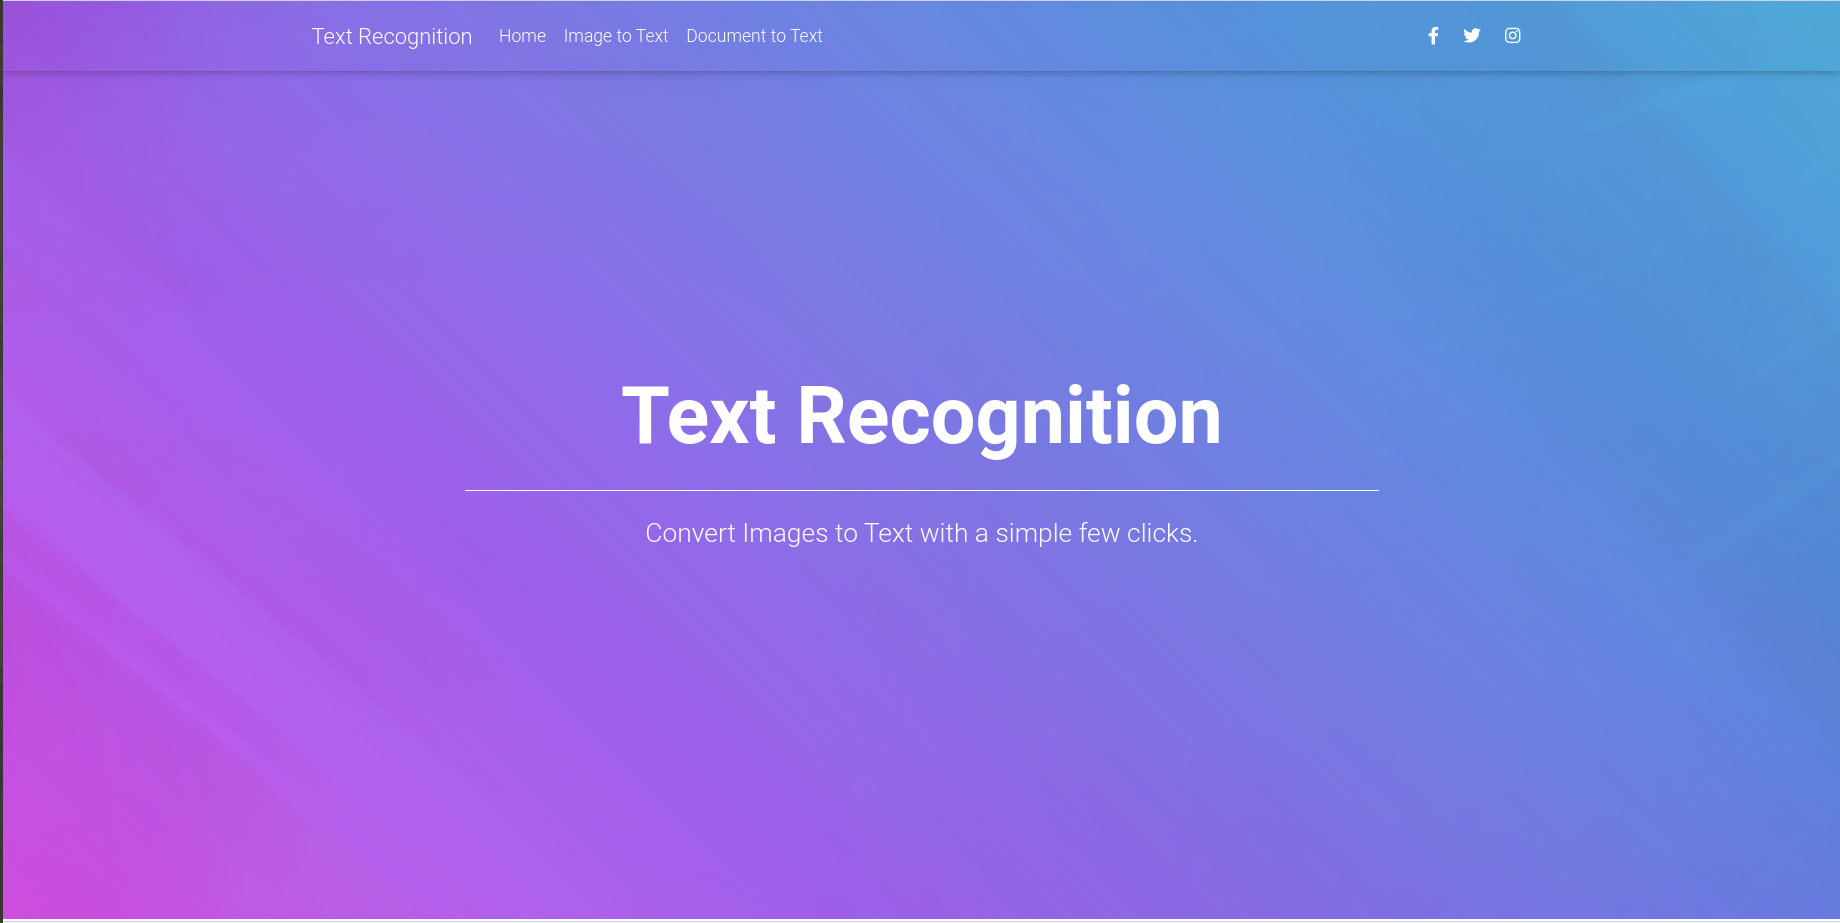 Text Recognition Home Image to Text Document to Text
Text Recognition
Convert Images to Text with a simple few clicks.